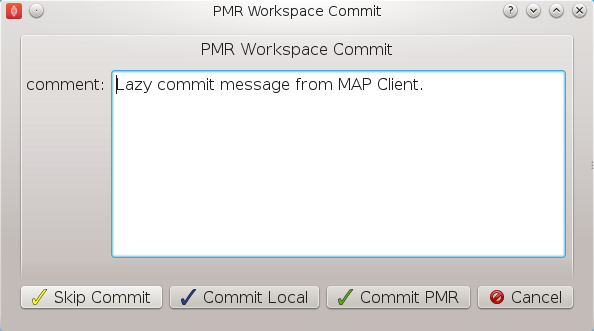 PMR Workspace Commit
PMR Workspace Commit
comment:
Lazy commit message from MAP Client.
Skip Commit
Commit Local
Commit PMR
Cancel